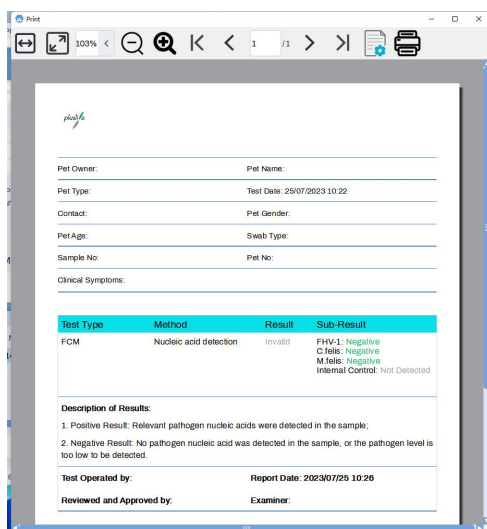 Print
103%
1 /1
pluslife
Pet Owner: Pet Name:
Pet Type: Test Date: 25/07/2023 10:22
Contact: Pet Gender:
Pet Age: Swab Type:
Sample No: Pet No:
Clinical Symptoms:
Test Type Method Result Sub-Result
FCM Nucleic acid detection Invalid FHV-1: Negative
C.felis: Negative
M.felis: Negative
Internal Control: Not Detected
Description of Results:
1. Positive Result: Relevant pathogen nucleic acids were detected in the sample;
2. Negative Result: No pathogen nucleic acid was detected in the sample, or the pathogen level is
too low to be detected.
Test Operated by: Report Date: 2023/07/25 10:26
Reviewed and Approved by: Examiner: